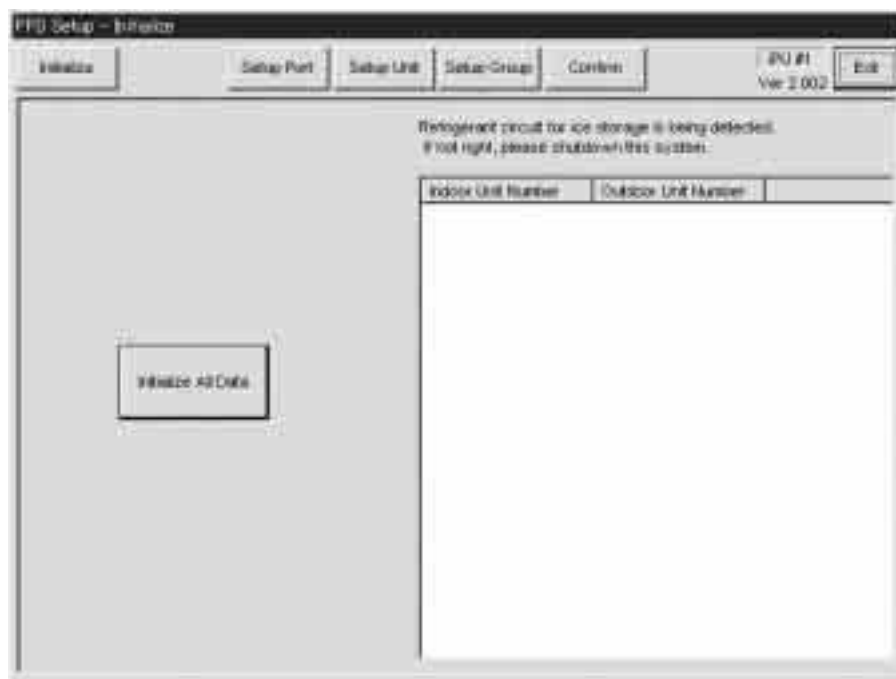 PPD Setup - Initialize
Initialize Setup Port Setup Unit Setup Group Confirm iPU #1 Ver 2.002 Exit
Refrigerant circuit for ice storage is being detected.
If not right, please shutdown this system.
Indoor Unit Number Outdoor Unit Number
Initialize All Data